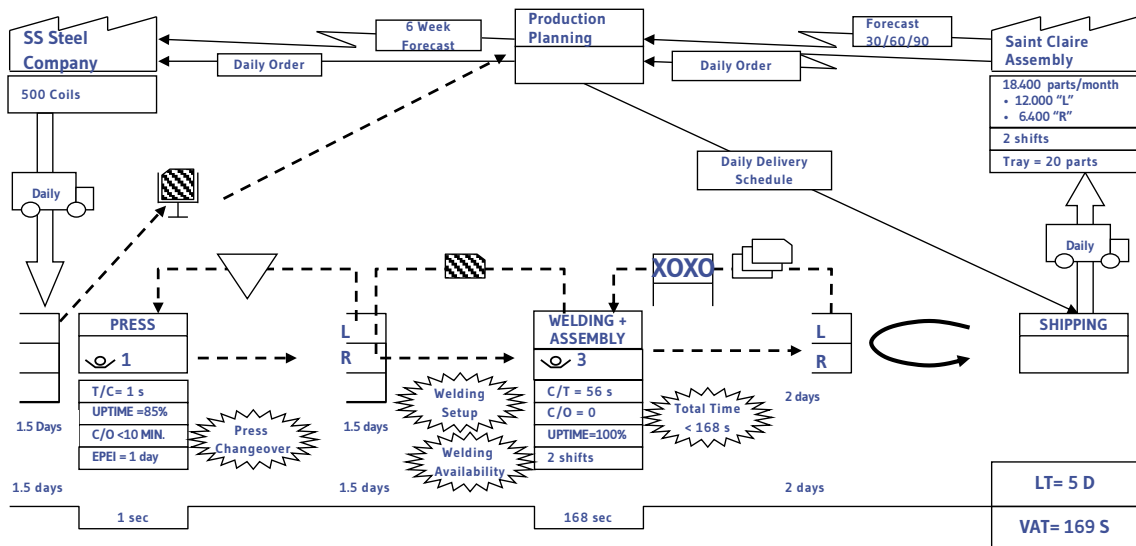 SS Steel
Company
500 Coils
Daily
6 Week
Forecast
Daily Order
Production
Planning
Forecast
30/60/90
Daily Order
Saint Claire
Assembly
18.400 parts/month
• 12.000 “L”
• 6.400 “R”
2 shifts
Tray = 20 parts
Daily Delivery
Schedule
Daily
XOXO
PRESS
1
T/C= 1 s
UPTIME =85%
C/O <10 MIN.
EPEI = 1 day
Press
Changeover
L
R
WELDING +
ASSEMBLY
3
C/T = 56 s
C/O = 0
UPTIME=100%
2 shifts
Welding
Setup
Welding
Availability
Total Time
< 168 s
L
R
SHIPPING
1.5 Days
1.5 days
2 days
1.5 days
1.5 days
2 days
1 sec
168 sec
LT= 5 D
VAT= 169 S